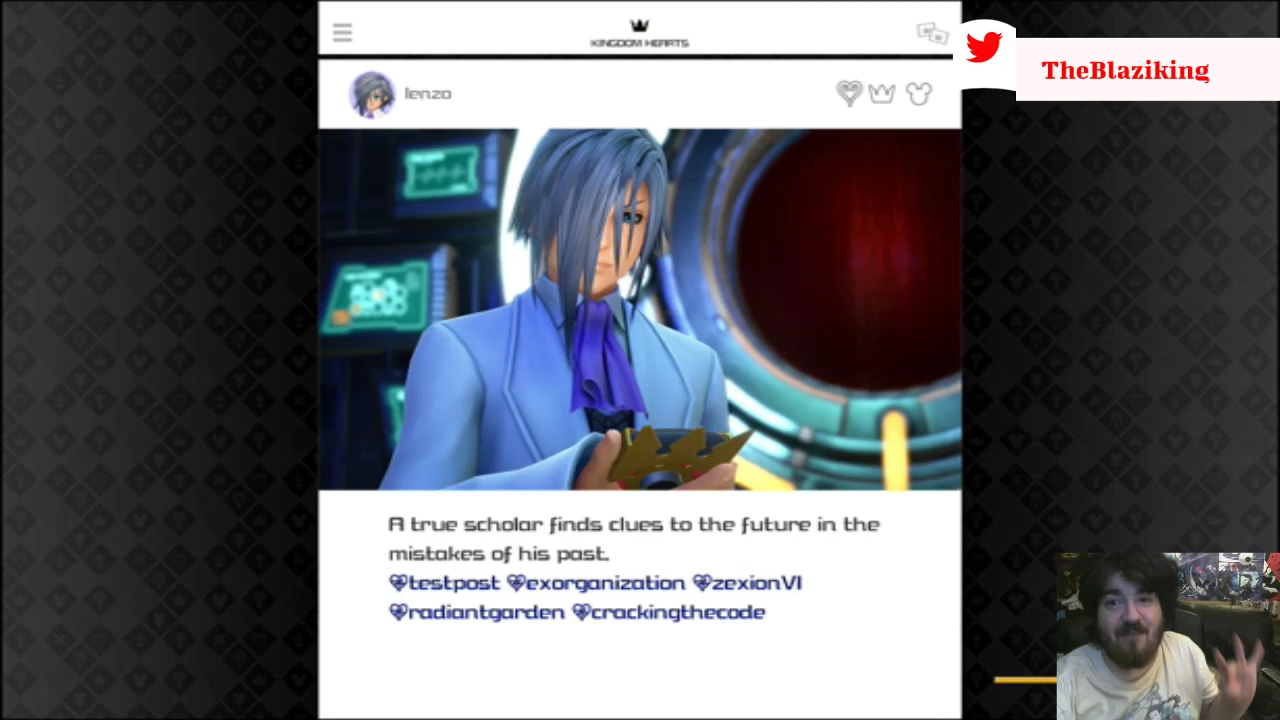 KINGDOM HEARTS
TheBlaziking
Ienzo
A true scholar finds clues to the future in the
mistakes of his past.
testpost exorganization zexionVI
radiantgarden crackingthecode